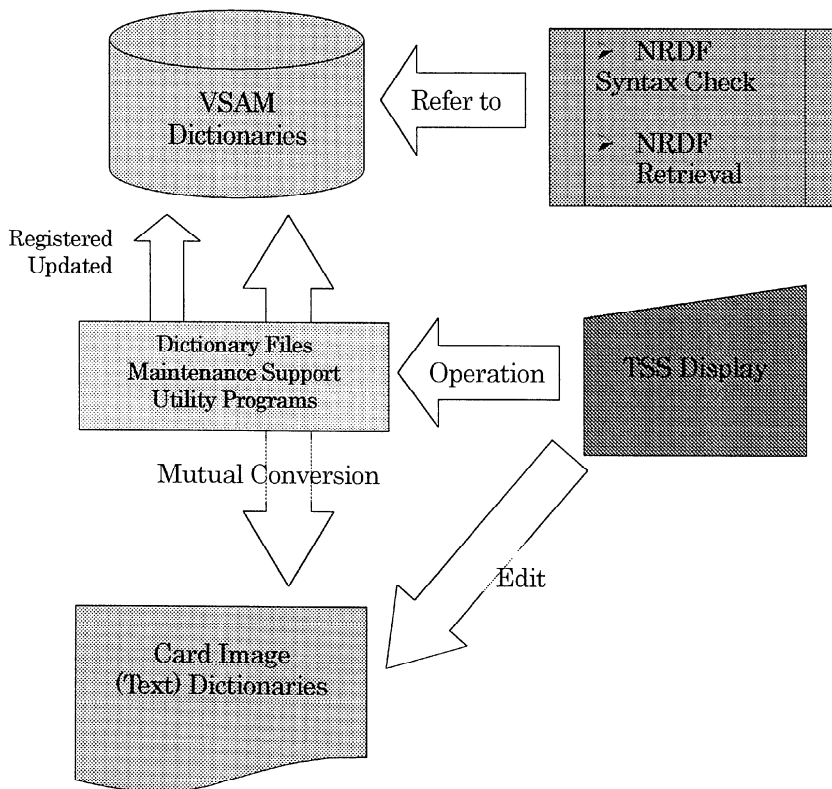 VSAM
Dictionaries
Refer to
➢ NRDF
Syntax Check
➢ NRDF
Retrieval
Registered
Updated
Dictionary Files
Maintenance Support
Utility Programs
Operation
TSS Display
Mutual Conversion
Edit
Card Image
(Text) Dictionaries